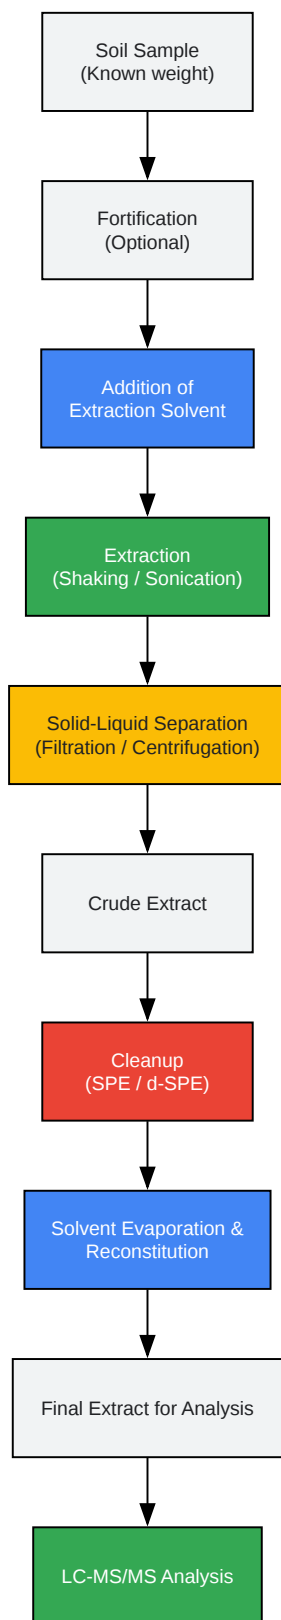 Soil Sample
(Known weight)
Fortification
(Optional)
Addition of
Extraction Solvent
Extraction
(Shaking / Sonication)
Solid-Liquid Separation
(Filtration / Centrifugation)
Crude Extract
Cleanup
(SPE / d-SPE)
Solvent Evaporation &
Reconstitution
Final Extract for Analysis
LC-MS/MS Analysis